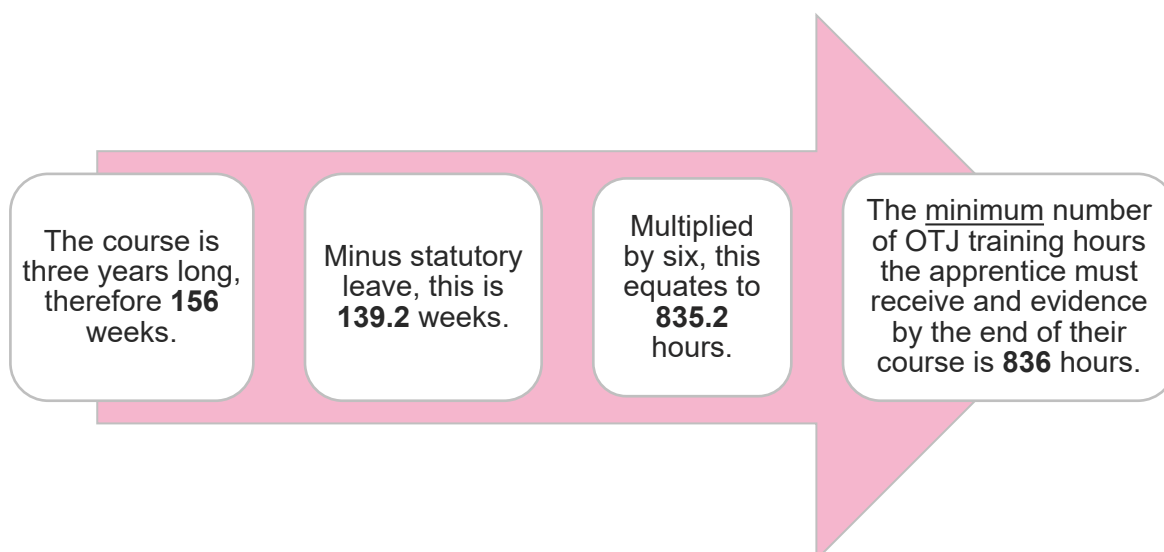 The course is
three years long,
therefore 156
weeks.
Minus statutory
leave, this is
139.2 weeks.
Multiplied
by six, this
equates to
835.2
hours.
The minimum number
of OTJ training hours
the apprentice must
receive and evidence
by the end of their
course is 836 hours.